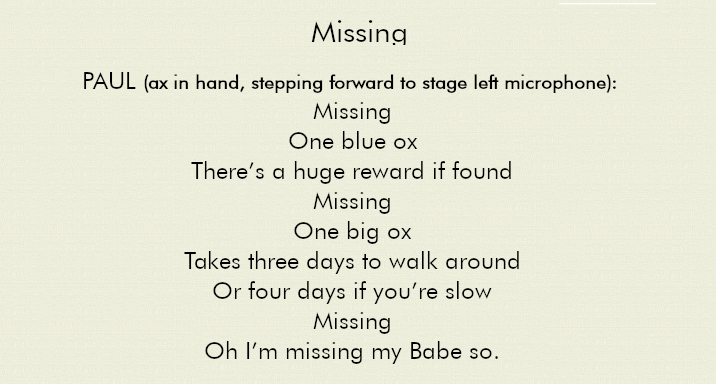 Missing
PAUL (ax in hand, stepping forward to stage left microphone):
Missing
One blue ox
There’s a huge reward if found
Missing
One big ox
Takes three days to walk around
Or four days if you’re slow
Missing
Oh I’m missing my Babe so.